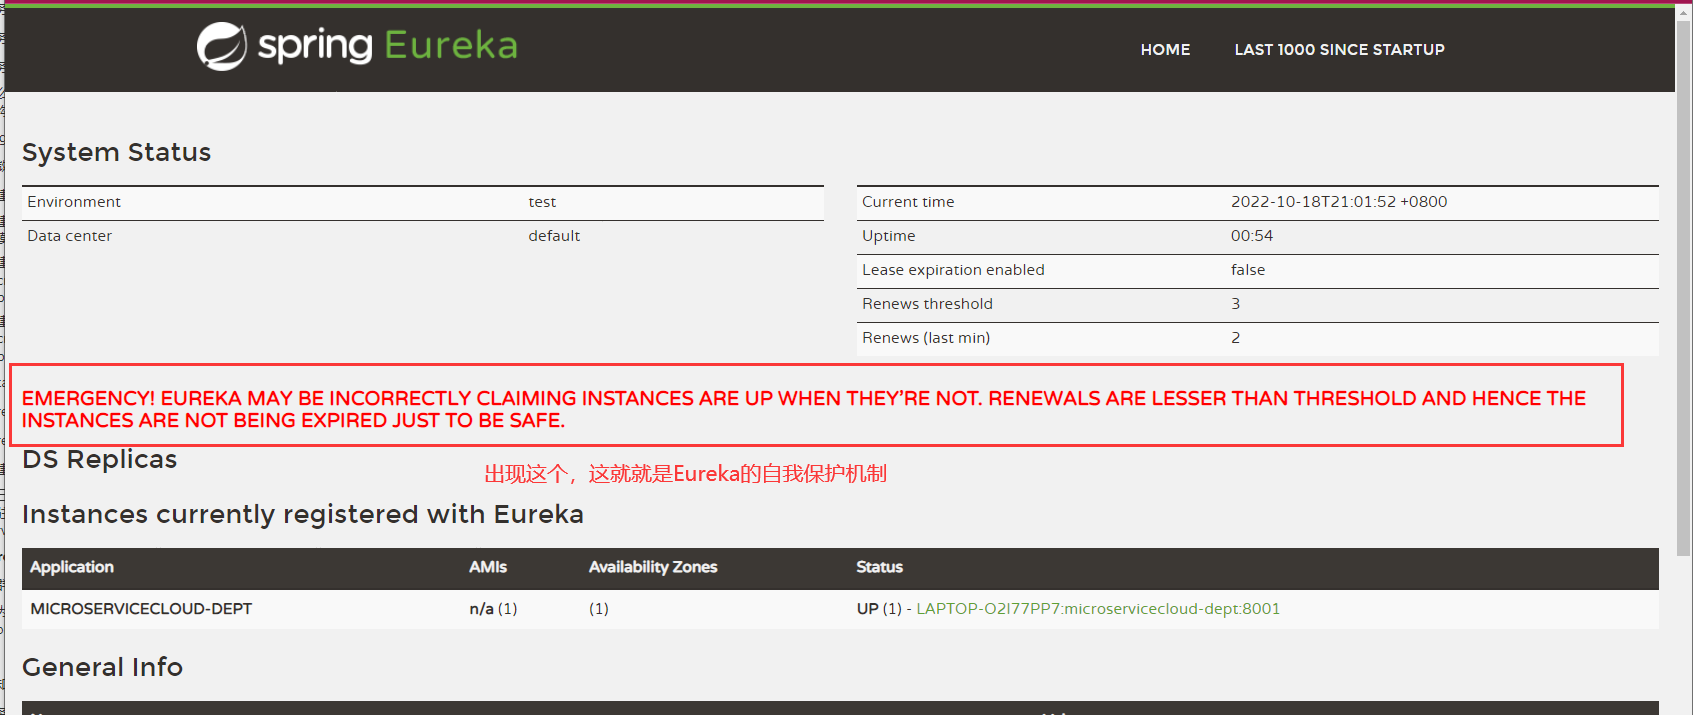 spring Eureka
HOME LAST 1000 SINCE STARTUP
System Status
Environment test
Data center default
Current time 2022-10-18T21:01:52 +0800
Uptime 00:54
Lease expiration enabled false
Renews threshold 3
Renews (last min) 2
EMERGENCY! EUREKA MAY BE INCORRECTLY CLAIMING INSTANCES ARE UP WHEN THEY'RE NOT. RENEWALS ARE LESSER THAN THRESHOLD AND HENCE THE
INSTANCES ARE NOT BEING EXPIRED JUST TO BE SAFE.
DS Replicas
出现这个，这就就是Eureka的自我保护机制
Instances currently registered with Eureka
Application AMIs Availability Zones Status
MICROSERVICECLOUD-DEPT n/a (1) (1) UP (1) - LAPTOP-O2I77PP7:microservicecloud-dept:8001
General Info